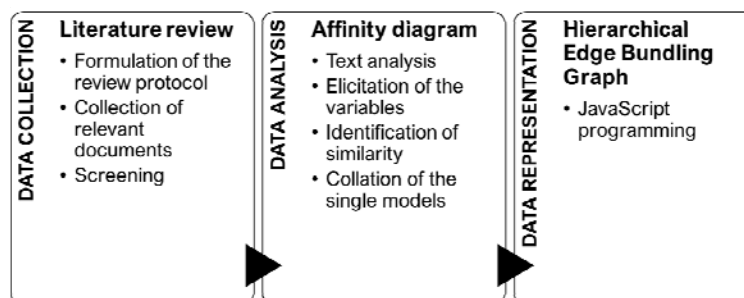 DATA COLLECTION
Literature review
• Formulation of the
review protocol
• Collection of
relevant
documents
• Screening
DATA ANALYSIS
Affinity diagram
• Text analysis
• Elicitation of the
variables
• Identification of
similarity
• Collation of the
single models
DATA REPRESENTATION
Hierarchical
Edge Bundling
Graph
• JavaScript
programming